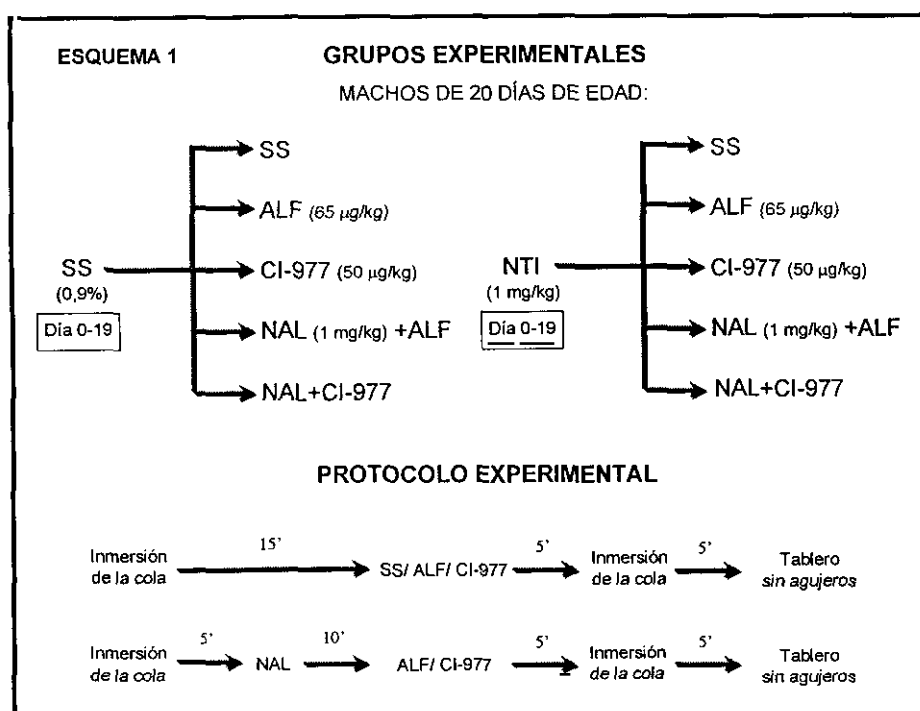 ESQUEMA 1
GRUPOS EXPERIMENTALES
MACHOS DE 20 DÍAS DE EDAD:
SS
ALF (65 µg/kg)
SS
(0,9%)
Día 0-19
CI-977 (50 µg/kg)
NAL (1 mg/kg) +ALF
NAL+CI-977
SS
ALF (65 µg/kg)
NTI
(1 mg/kg)
Día 0-19
CI-977 (50 µg/kg)
NAL (1 mg/kg) +ALF
NAL+CI-977
PROTOCOLO EXPERIMENTAL
Inmersión
de la cola
15'
SS/ ALF/ CI-977
5'
Inmersión
de la cola
5'
Tablero
sin agujeros
Inmersión
de la cola
5'
NAL
10'
ALF/ CI-977
5'
Inmersión
de la cola
5'
Tablero
sin agujeros